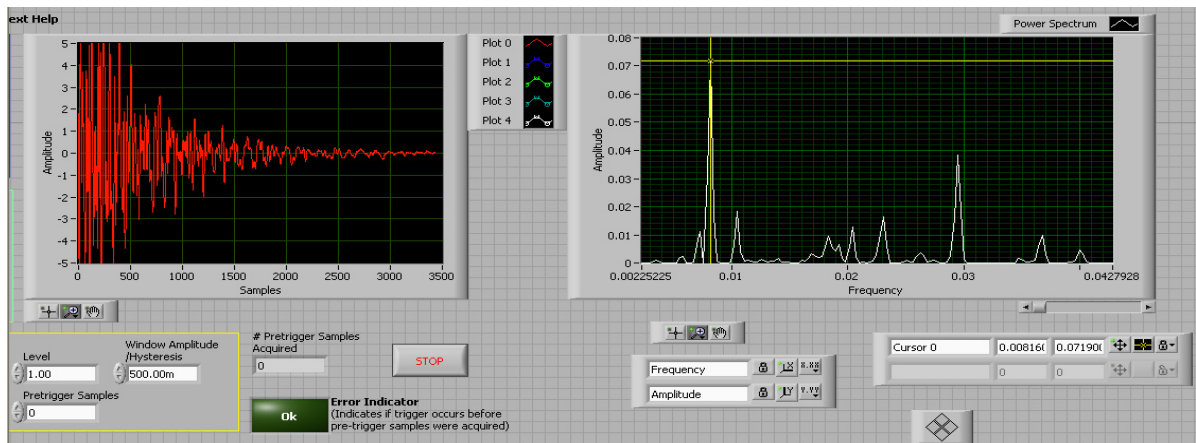 ext Help
Power Spectrum
5
4
3
2
1
0
-1
-2
-3
-4
-5
Amplitude
0
500
1000
1500
2000
2500
3000
3500
Samples
Plot 0
Plot 1
Plot 2
Plot 3
Plot 4
0.08
0.07
0.06
0.05
0.04
0.03
0.02
0.01
0
Amplitude
0.00225225
0.01
0.02
0.03
0.0427928
Frequency
Level
1.00
Window Amplitude
/Hysteresis
500.00m
Pretrigger Samples
0
# Pretrigger Samples
Acquired
0
STOP
Ok
Error Indicator
(Indicates if trigger occurs before
pre-trigger samples were acquired)
Frequency
X.XX
Amplitude
Y.YY
Cursor 0
0.00816
0.07190
0
0